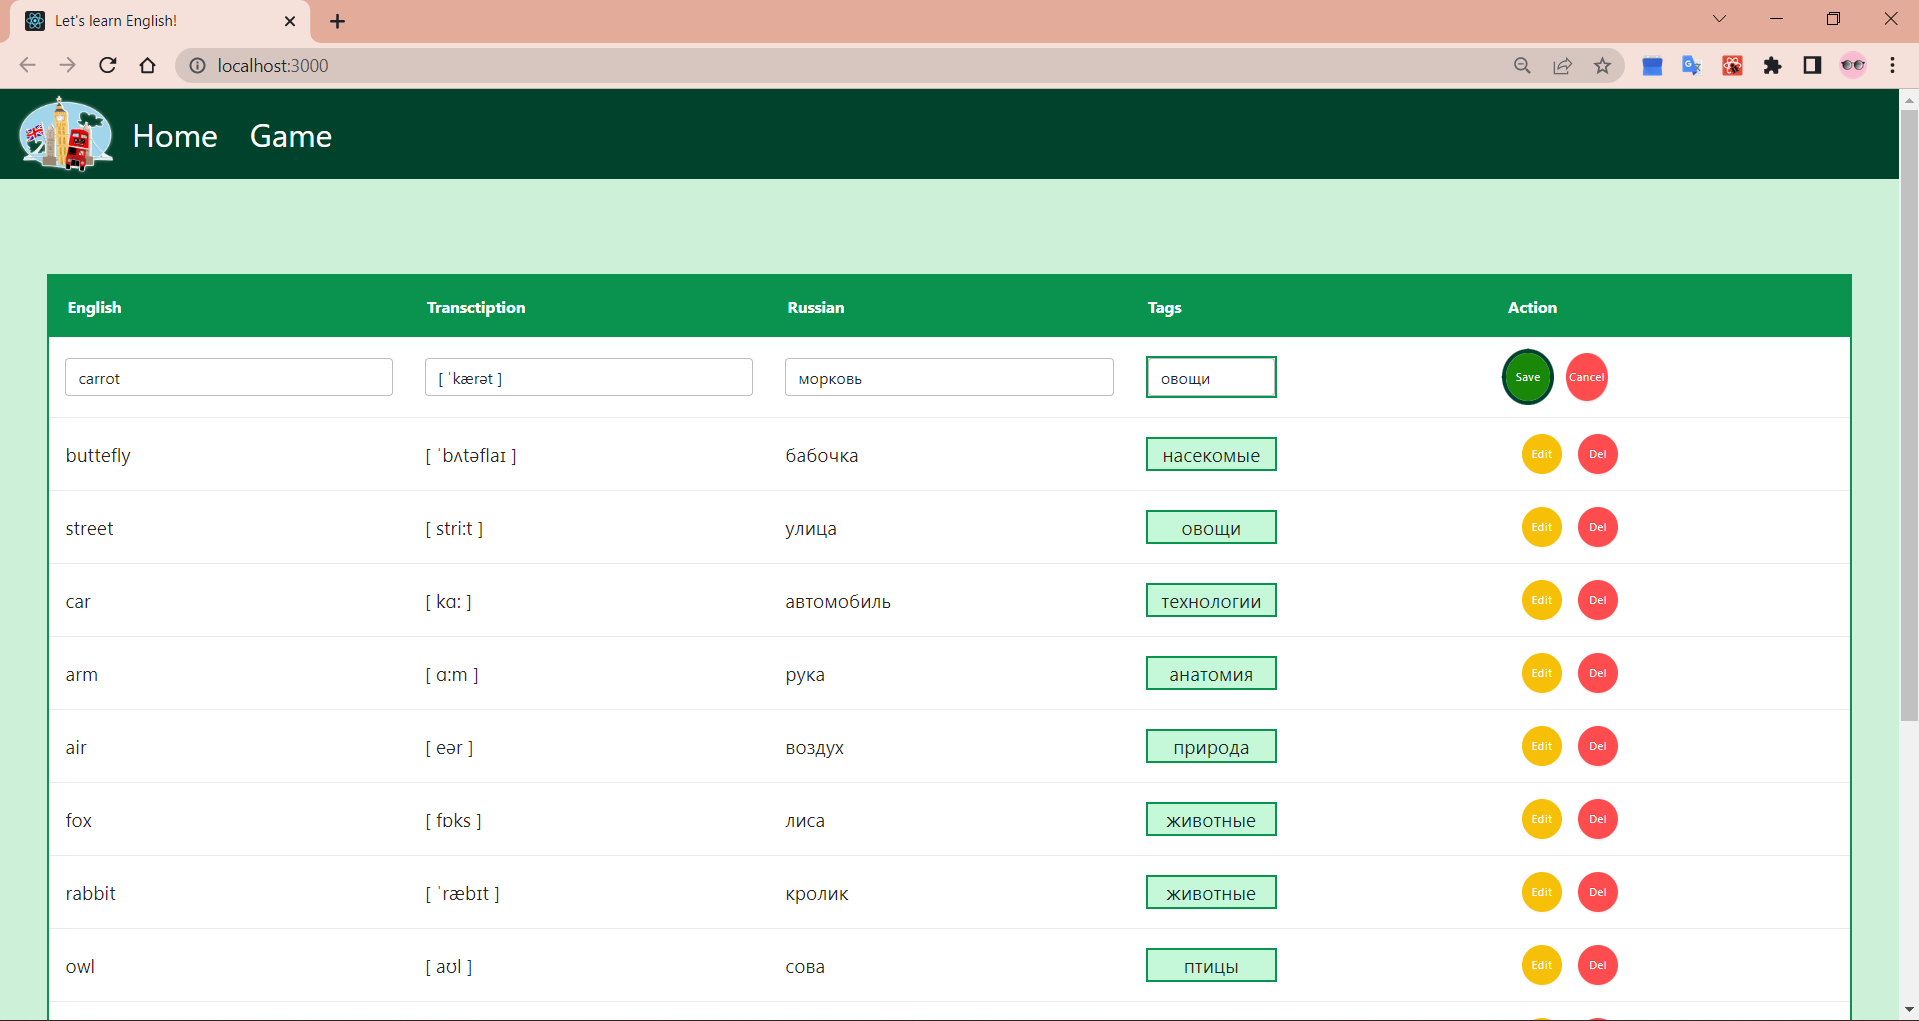 Let's learn English!
localhost:3000
Home Game
English Transctiption Russian Tags Action
carrot [ ˈkærət ] морковь овощи Save Cancel
buttefly [ ˈbʌtəflaɪ ] бабочка насекомые Edit Del
street [ stri:t ] улица овощи Edit Del
car [ kɑ: ] автомобиль технологии Edit Del
arm [ ɑ:m ] рука анатомия Edit Del
air [ eər ] воздух природа Edit Del
fox [ fɒks ] лиса животные Edit Del
rabbit [ ˈræbɪt ] кролик животные Edit Del
owl [ aʊl ] сова птицы Edit Del